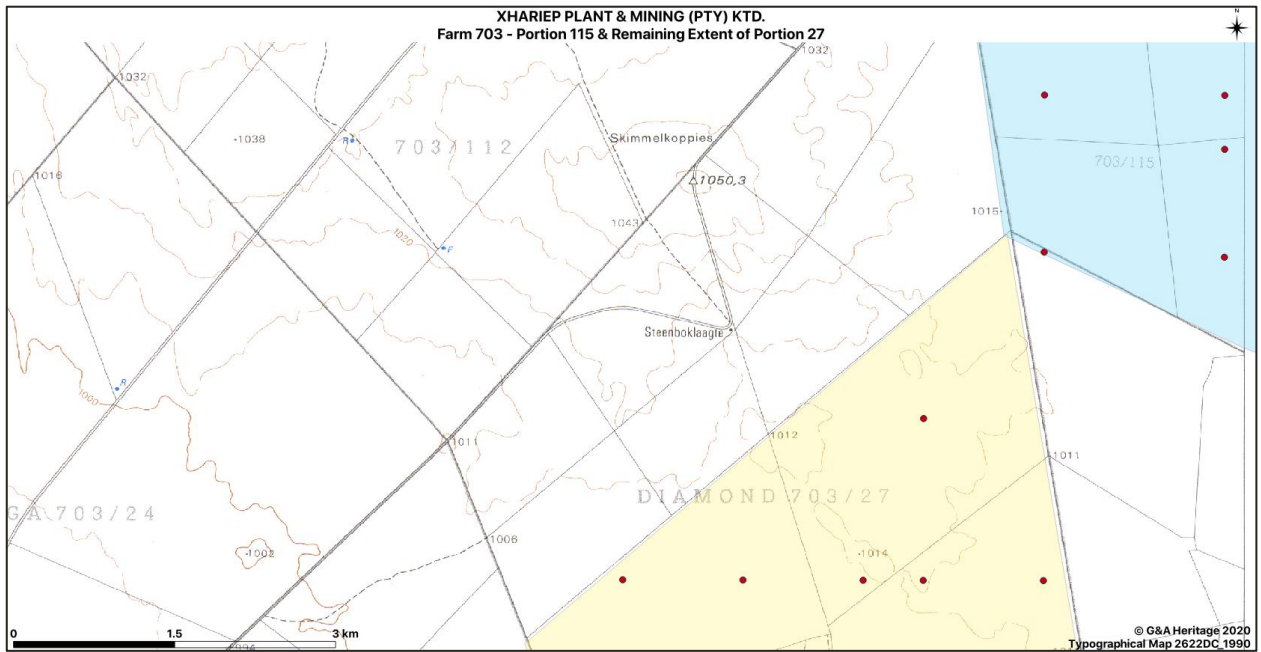 XHARIEP PLANT & MINING (PTY) KTD.
Farm 703 - Portion 115 & Remaining Extent of Portion 27
N
1032
1032
1038
R
703/112
Skimmelkoppies
703/115
1016
1050,3
1043
1015
1020
F
Steenboklaagte
R
1000
1011
1012
1011
DIAMOND 703/27
GA 703/24
1006
1002
1014
0 1.5 3 km
994
© G&A Heritage 2020
Typographical Map 2622DC_1990